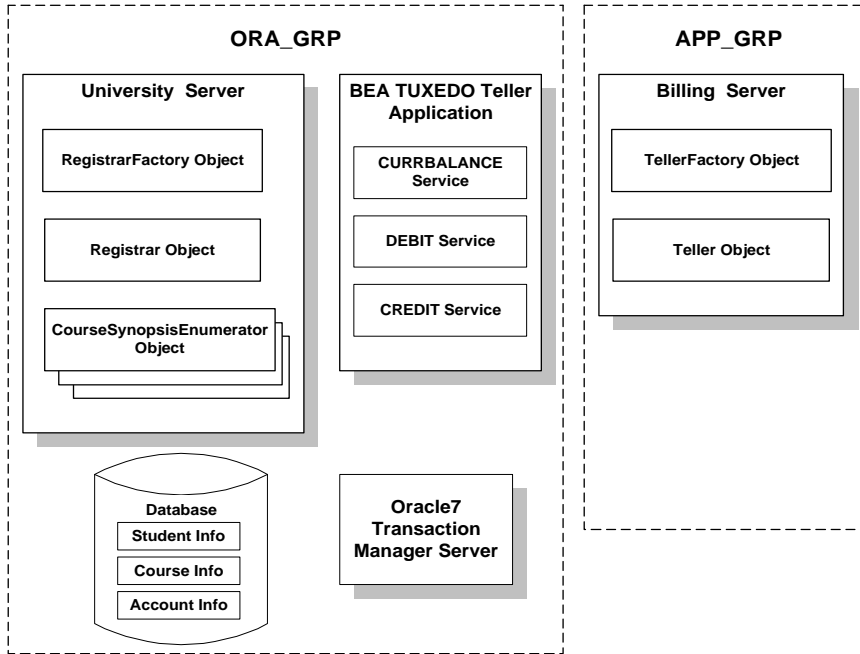 ORA_GRP
University Server
RegistrarFactory Object
Registrar Object
CourseSynopsisEnumerator
Object
BEA TUXEDO Teller
Application
CURRBALANCE
Service
DEBIT Service
CREDIT Service
Database
Student Info
Course Info
Account Info
Oracle7
Transaction
Manager Server
APP_GRP
Billing Server
TellerFactory Object
Teller Object